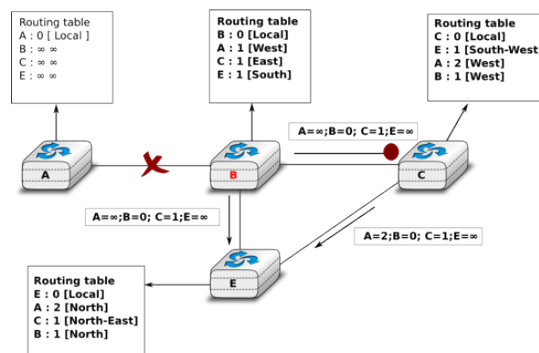 Routing table
A : 0 [ Local ]
B : ∞ ∞
C : ∞ ∞
E : ∞ ∞
Routing table
B : 0 [Local]
A : 1 [West]
C : 1 [East]
E : 1 [South]
Routing table
C : 0 [Local]
E : 1 [South-West]
A : 2 [West]
B : 1 [West]
A=∞;B=0; C=1;E=∞
A
B
C
A=∞;B=0; C=1;E=∞
A=2;B=0; C=1;E=∞
E
Routing table
E : 0 [Local]
A : 2 [North]
C : 1 [North-East]
B : 1 [North]